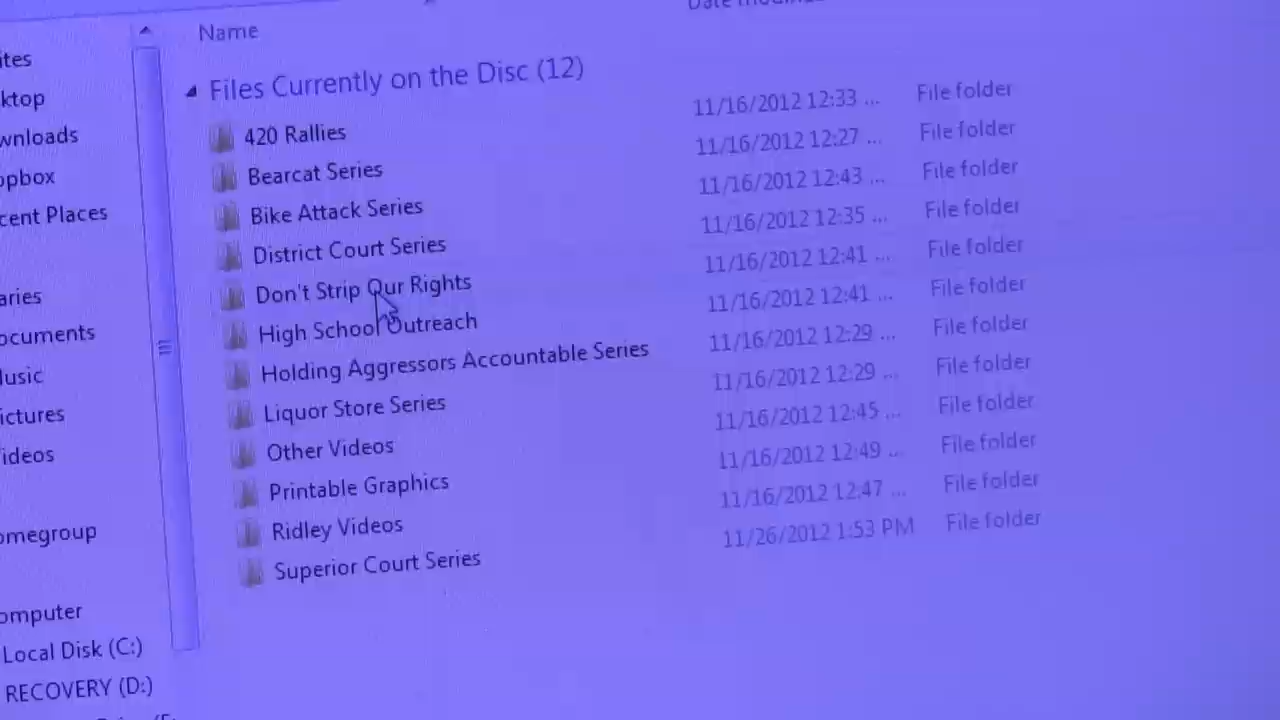 Name
Files Currently on the Disc (12)
420 Rallies 11/16/2012 12:33 ... File folder
Bearcat Series 11/16/2012 12:27 ... File folder
Bike Attack Series 11/16/2012 12:43 ... File folder
District Court Series 11/16/2012 12:35 ... File folder
Don't Strip Our Rights 11/16/2012 12:41 ... File folder
High School Outreach 11/16/2012 12:41 ... File folder
Holding Aggressors Accountable Series 11/16/2012 12:29 ... File folder
Liquor Store Series 11/16/2012 12:29 ... File folder
Other Videos 11/16/2012 12:45 ... File folder
Printable Graphics 11/16/2012 12:49 ... File folder
Ridley Videos 11/16/2012 12:47 ... File folder
Superior Court Series 11/26/2012 1:53 PM File folder
ites
ktop
wnloads
opbox
cent Places
aries
ocuments
usic
ictures
ideos
omegroup
omputer
Local Disk (C:)
RECOVERY (D:)